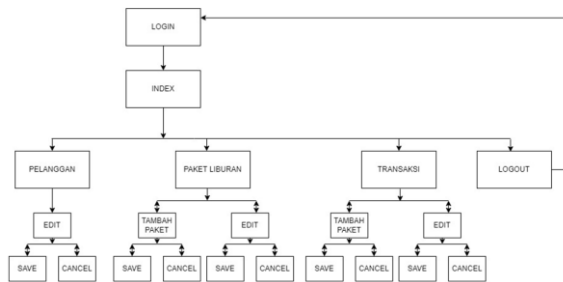 LOGIN
INDEX
PELANGGAN
PAKET LIBURAN
TRANSAKSI
LOGOUT
EDIT
TAMBAH
PAKET
EDIT
TAMBAH
PAKET
EDIT
SAVE
CANCEL
SAVE
CANCEL
SAVE
CANCEL
SAVE
CANCEL
SAVE
CANCEL